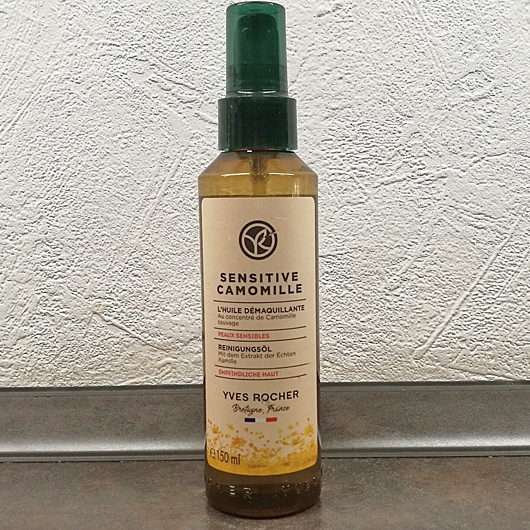 SENSITIVE
CAMOMILLE
L'HUILE DÉMAQUILLANTE
Au concentré de Camomille
sauvage
PEAUX SENSIBLES
REINIGUNGSÖL
Mit dem Extrakt der Echten
Kamille
EMPFINDLICHE HAUT
YVES ROCHER
Bretagne, France
℮ 150 ml